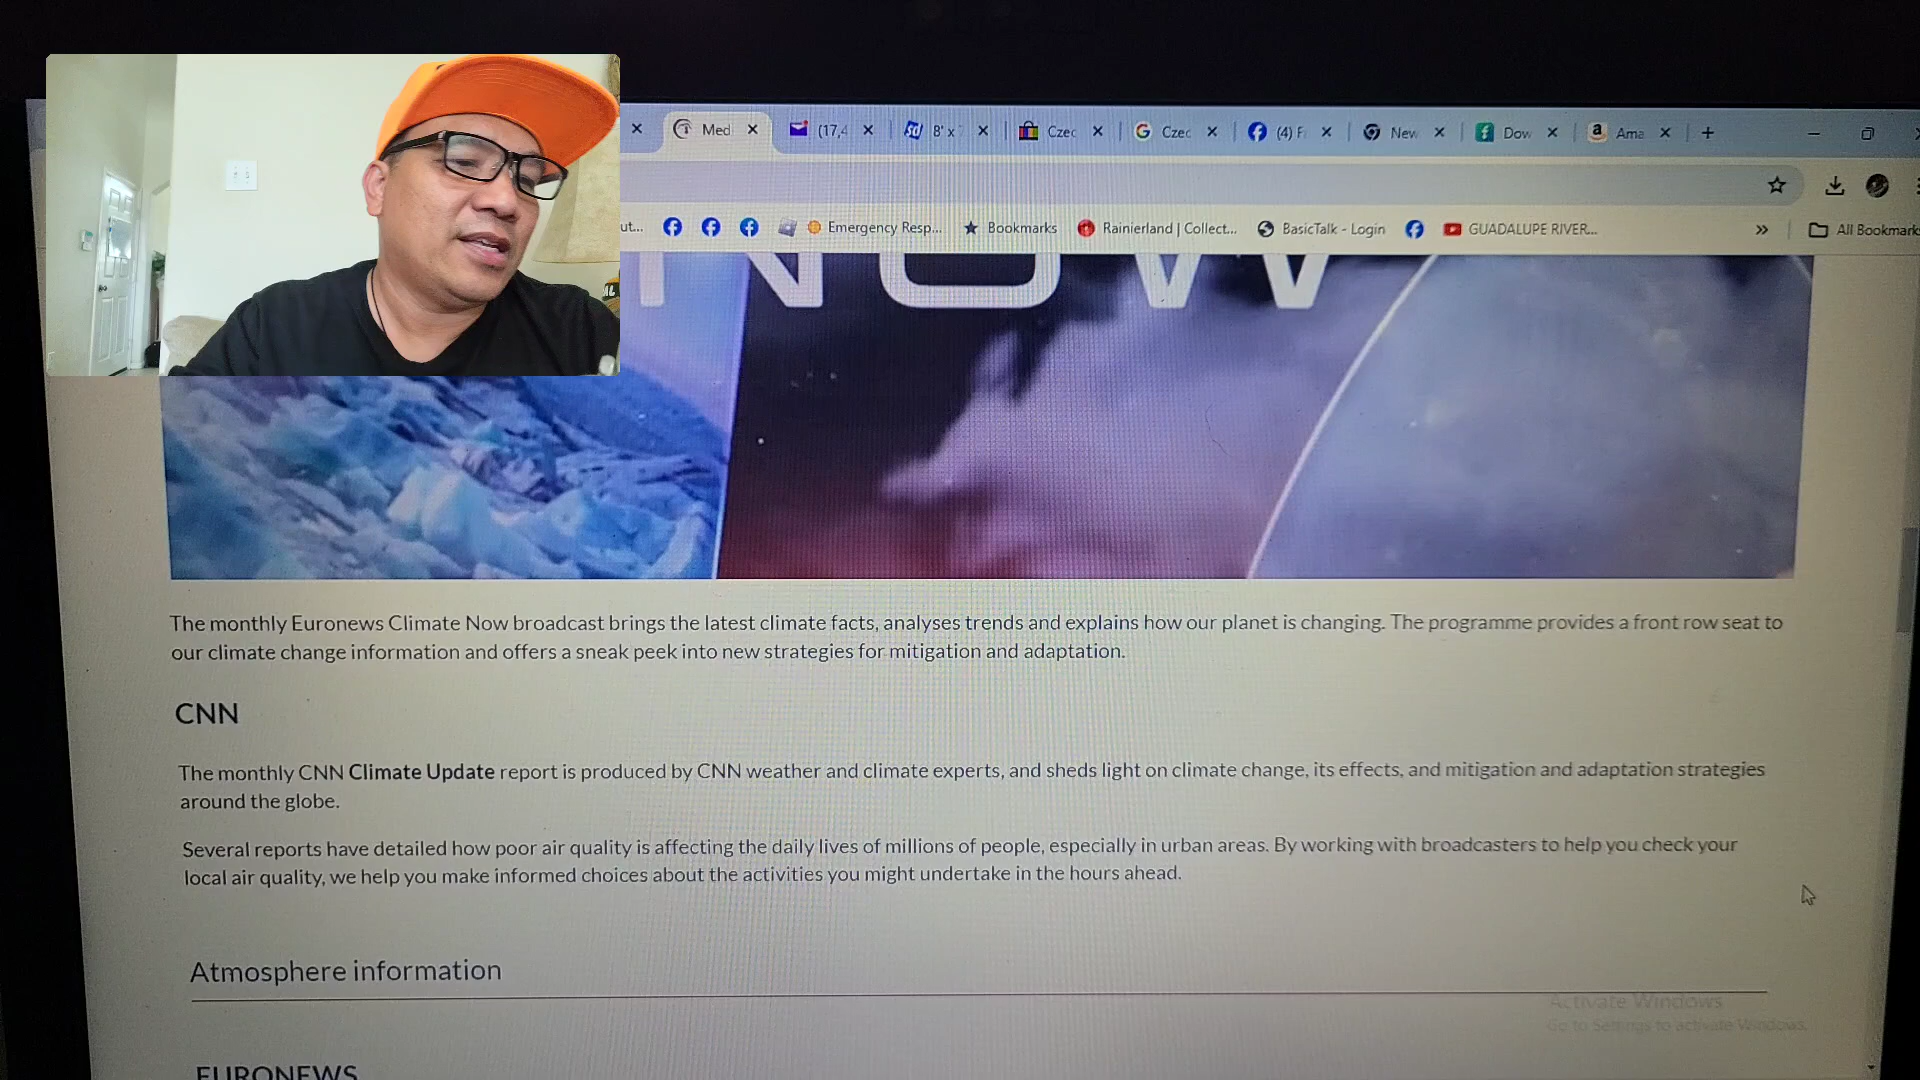 Med
(17,4
8' x
Czec
Czec
(4) F
New
Dow
Ama
ut...
Emergency Resp...
Bookmarks
Rainierland | Collect...
BasicTalk - Login
GUADALUPE RIVER...
All Bookmark
NOW
The monthly Euronews Climate Now broadcast brings the latest climate facts, analyses trends and explains how our planet is changing. The programme provides a front row seat to
our climate change information and offers a sneak peek into new strategies for mitigation and adaptation.
CNN
The monthly CNN Climate Update report is produced by CNN weather and climate experts, and sheds light on climate change, its effects, and mitigation and adaptation strategies
around the globe.
Several reports have detailed how poor air quality is affecting the daily lives of millions of people, especially in urban areas. By working with broadcasters to help you check your
local air quality, we help you make informed choices about the activities you might undertake in the hours ahead.
Atmosphere information
Activate Windows
Go to Settings to activate Windows.
EURONEWS